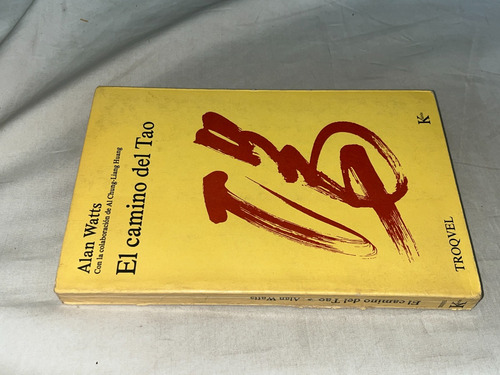 Alan Watts
Con la colaboración de Al Chung-Liang Huang
El camino del Tao
K
TROQVEL
El camino del Tao - Alan Watts
K